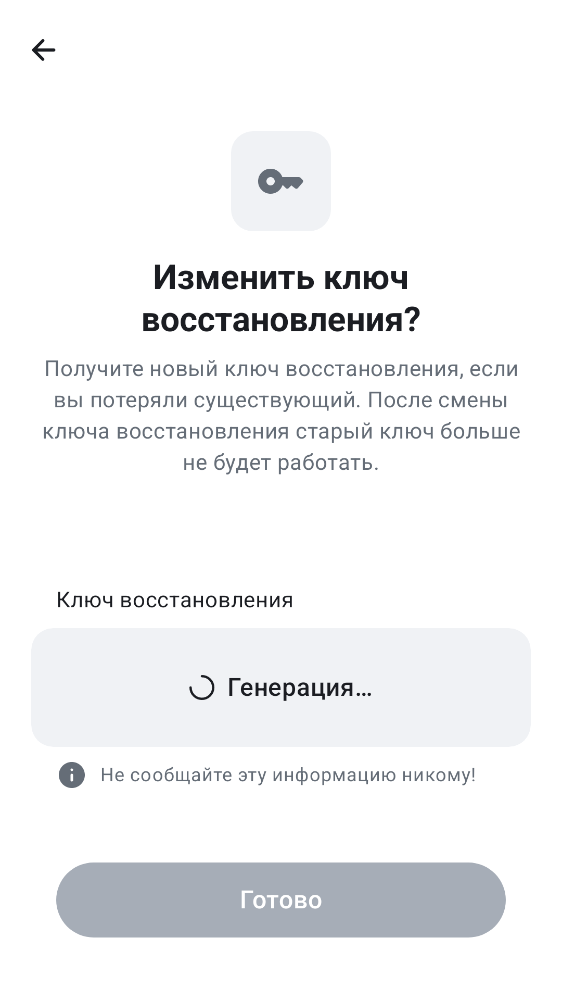 Изменить ключ
восстановления?
Получите новый ключ восстановления, если
вы потеряли существующий. После смены
ключа восстановления старый ключ больше
не будет работать.
Ключ восстановления
Генерация…
Не сообщайте эту информацию никому!
Готово